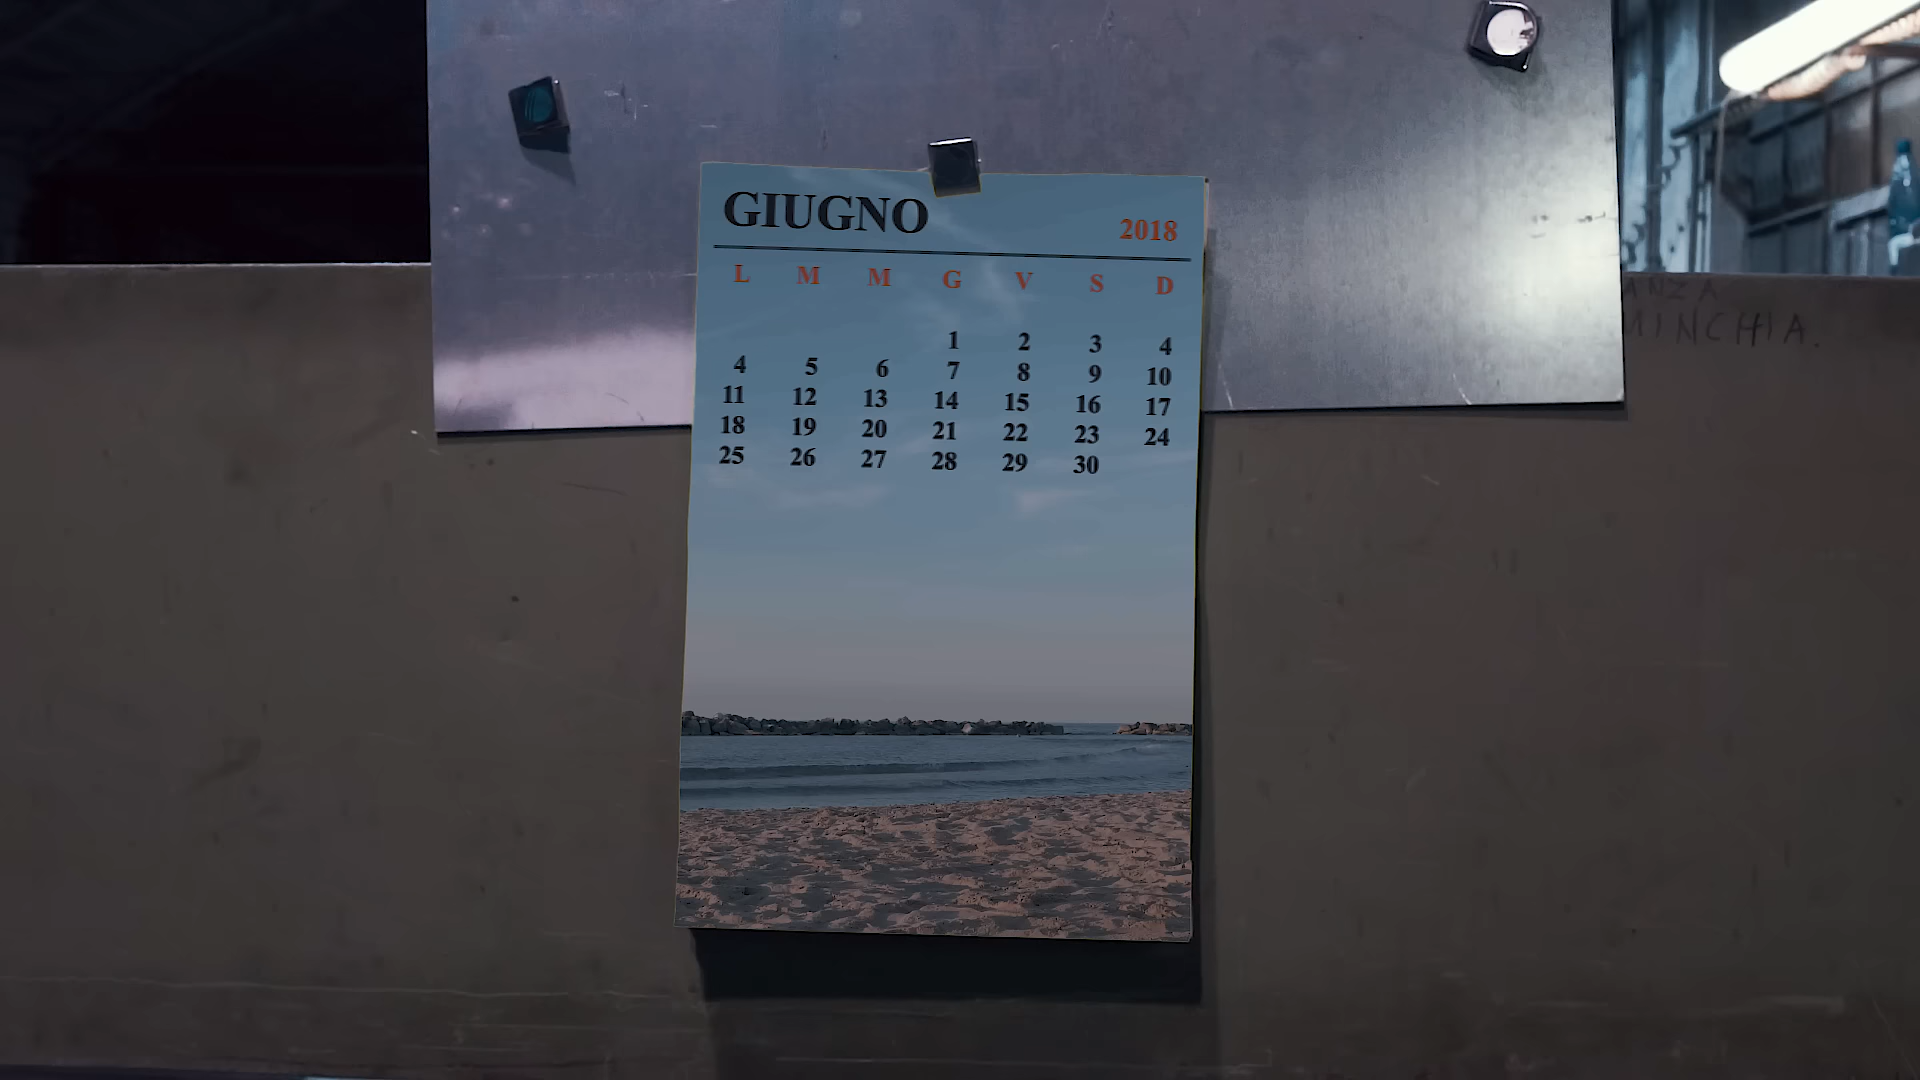 GIUGNO 2018
L M M G V S D
1 2 3 4
4 5 6 7 8 9 10
11 12 13 14 15 16 17
18 19 20 21 22 23 24
25 26 27 28 29 30
ANZA
MINCHIA.